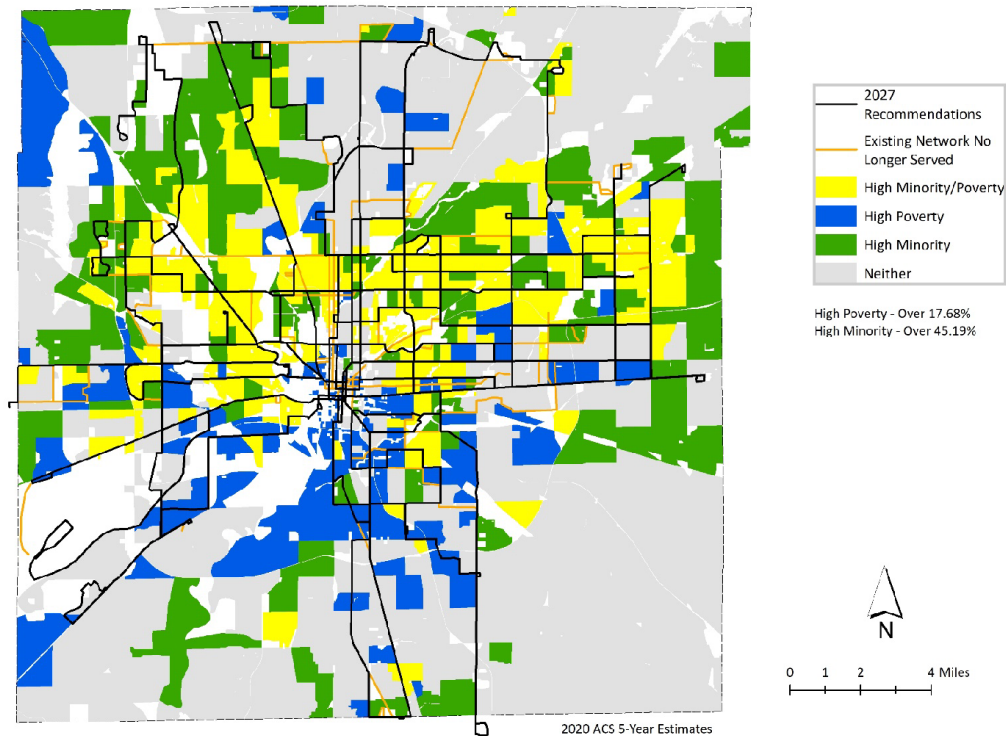 2027
Recommendations
Existing Network No
Longer Served
High Minority/Poverty
High Poverty
High Minority
Neither
High Poverty - Over 17.68%
High Minority - Over 45.19%
N
0 1 2 4 Miles
2020 ACS 5-Year Estimates